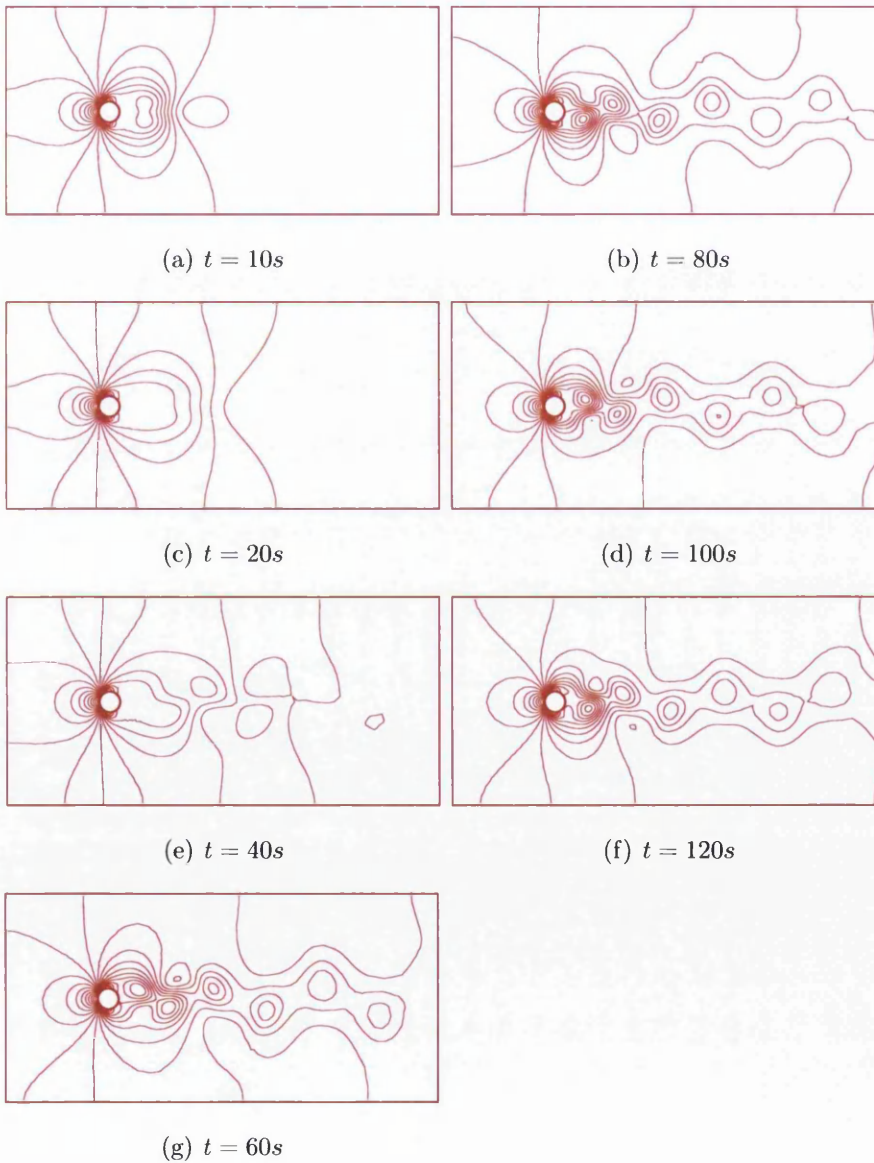 (a) t = 10s
(b) t = 80s
(c) t = 20s
(d) t = 100s
(e) t = 40s
(f) t = 120s
(g) t = 60s